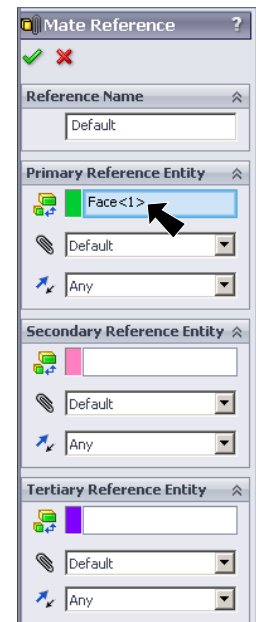 Mate Reference ?
Reference Name
Default
Primary Reference Entity
Face<1>
Default
Any
Secondary Reference Entity
Default
Any
Tertiary Reference Entity
Default
Any